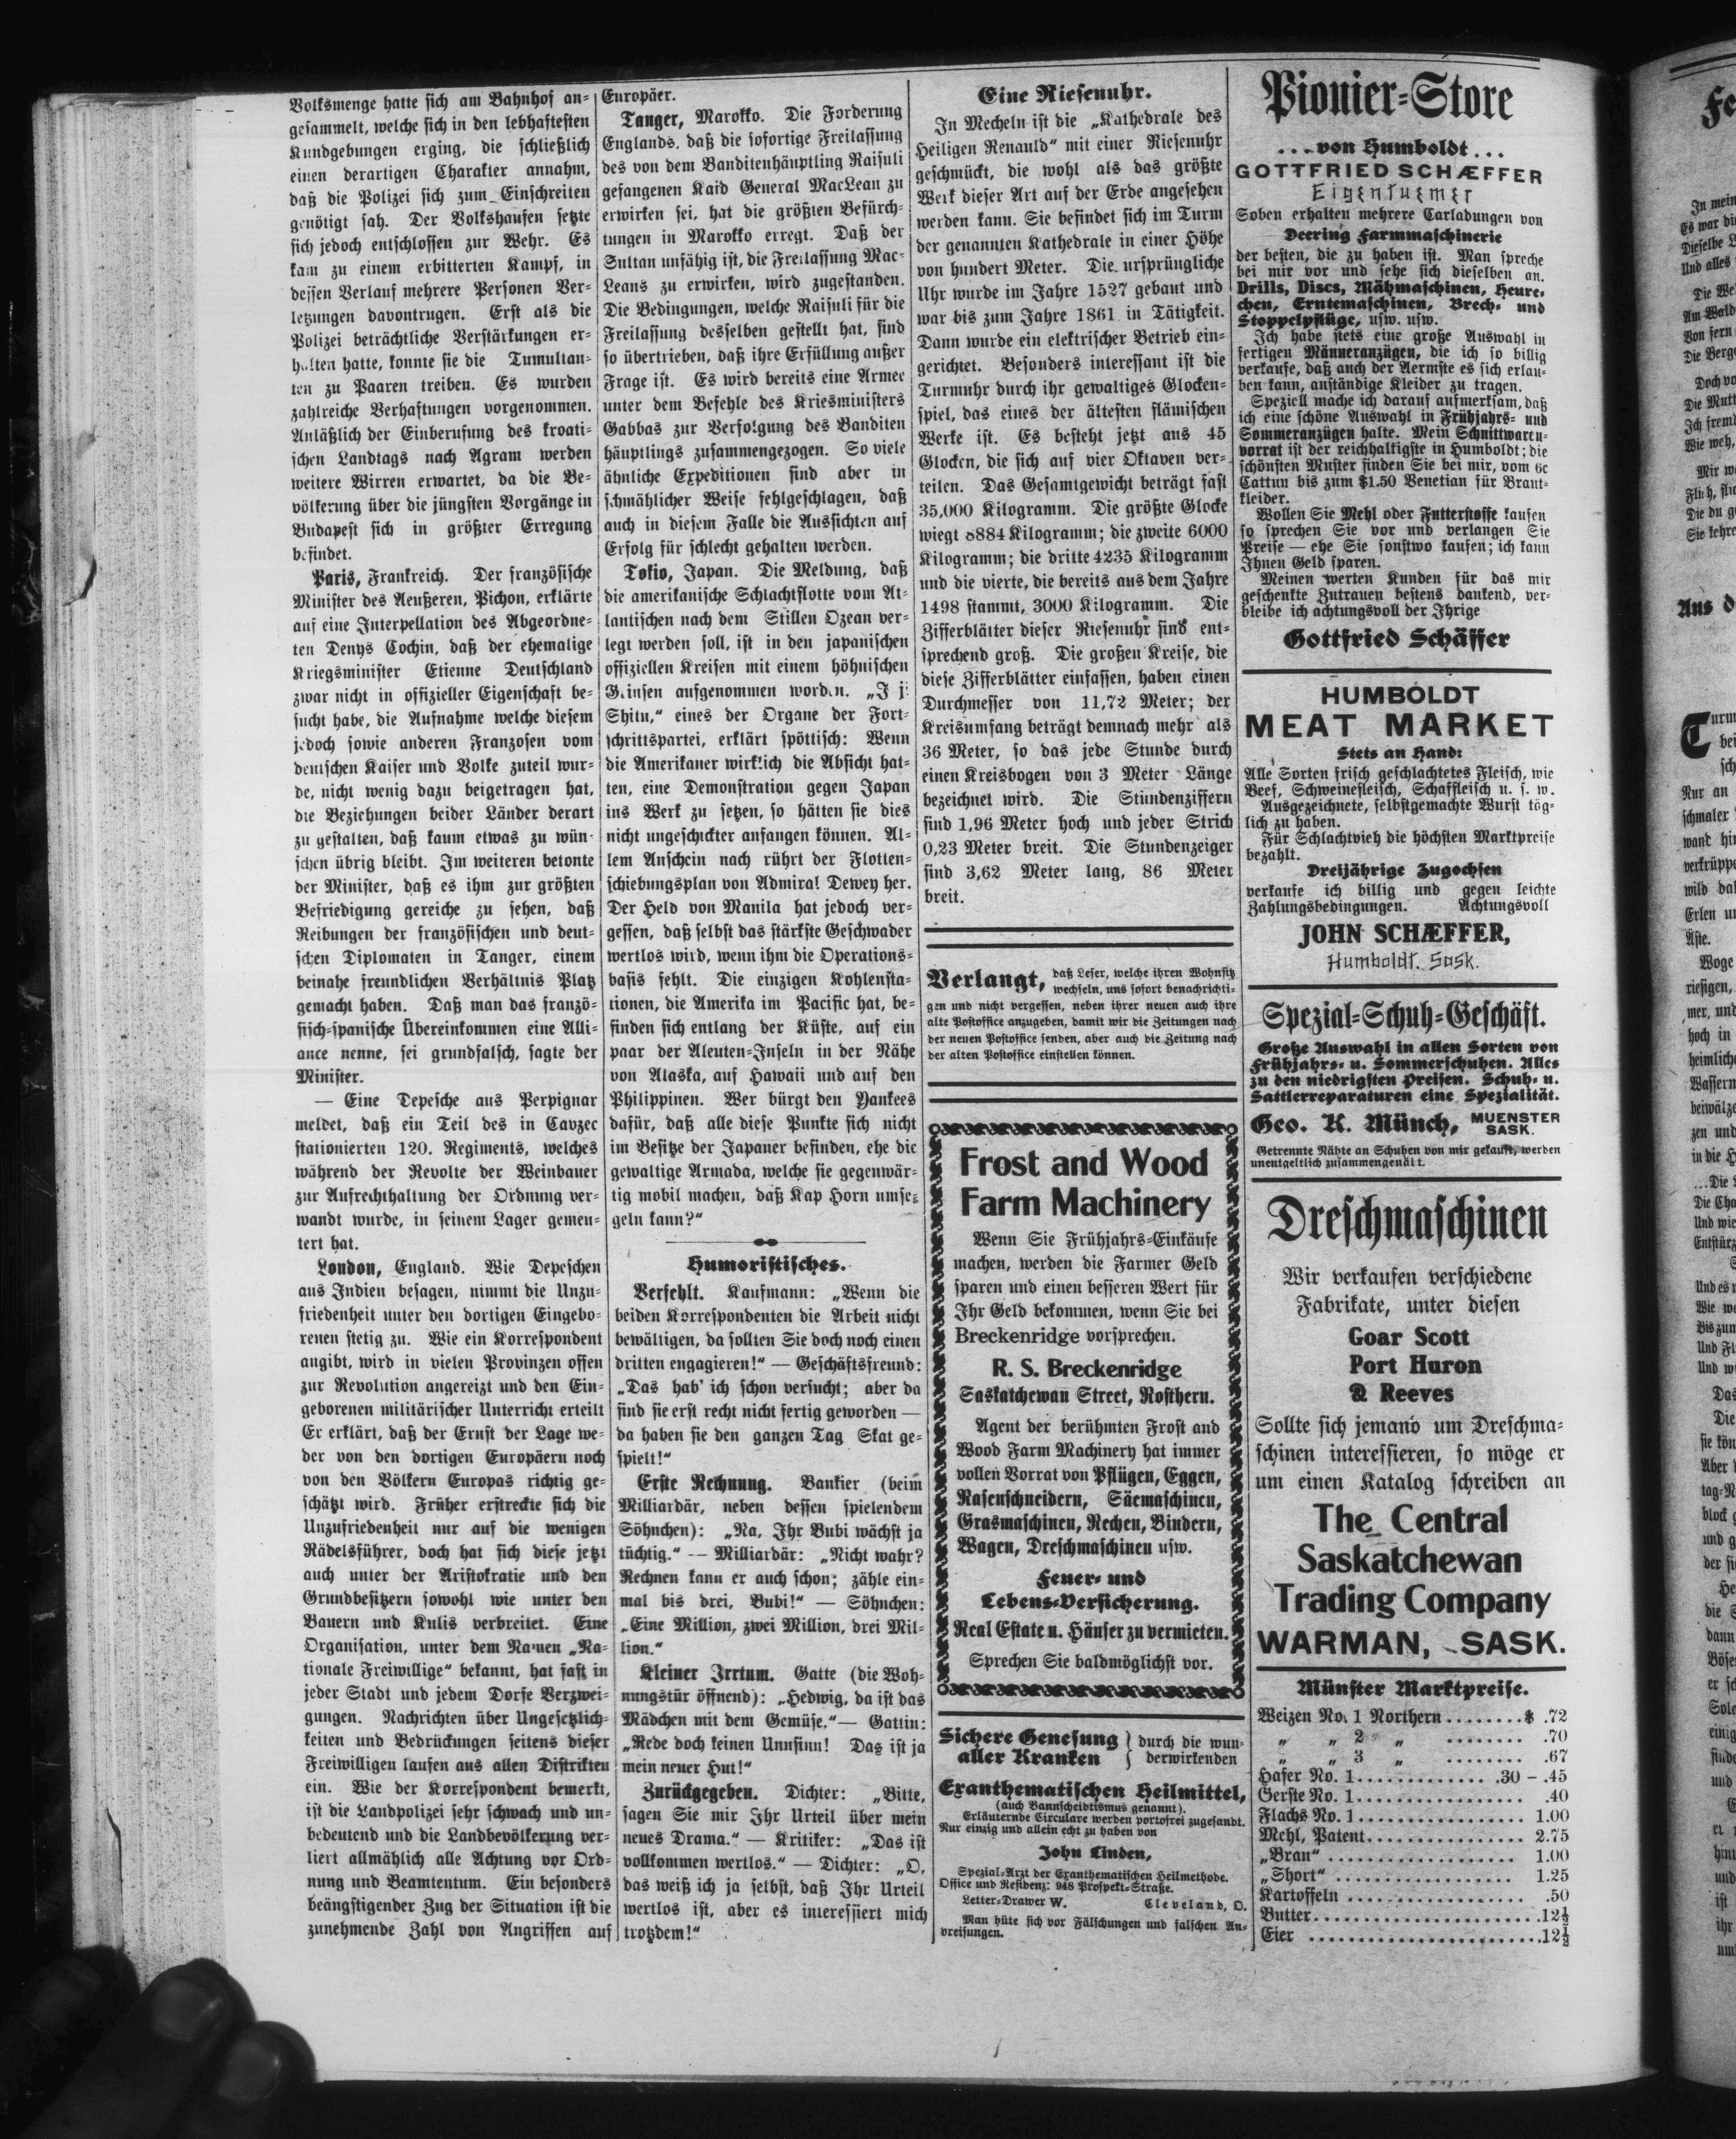 Volksmenge hatte sich am Bahnhof an-
gesammelt, welche sich in den lebhaftesten
Kundgebungen erging, die schließlich
einen derartigen Charakter annahm,
daß die Polizei sich zum Einschreiten
genötigt sah. Der Volkshaufen setzte
sich jedoch entschlossen zur Wehr. Es
kam zu einem erbitterten Kampf, in
dessen Verlauf mehrere Personen Ver-
letzungen davontrugen. Erst als die
Polizei beträchtliche Verstärkungen er-
halten hatte, konnte sie die Tumultan-
ten zu Paaren treiben. Es wurden
zahlreiche Verhaftungen vorgenommen.
Anläßlich der Einberufung des kroati-
schen Landtags nach Agram werden
weitere Wirren erwartet, da die Be-
völkerung über die jüngsten Vorgänge in
Budapest sich in größter Erregung
befindet.
Paris, Frankreich. Der französische
Minister des Aeußeren, Pichon, erklärte
auf eine Interpellation des Abgeordne-
ten Denys Cochin, daß der ehemalige
Kriegsminister Etienne Deutschland
zwar nicht in offizieller Eigenschaft be-
sucht habe, die Aufnahme welche diesem
jedoch sowie anderen Franzosen vom
deutschen Kaiser und Volke zuteil wur-
de, nicht wenig dazu beigetragen hat,
die Beziehungen beider Länder derart
zu gestalten, daß kaum etwas zu wün-
schen übrig bleibt. Im weiteren betonte
der Minister, daß es ihm zur größten
Befriedigung gereiche zu sehen, daß
Reibungen der französischen und deut-
schen Diplomaten in Tanger, einem
beinahe freundlichen Verhältnis Platz
gemacht haben. Daß man das franzö-
sisch-spanische Übereinkommen eine Alli-
ance nenne, sei grundfalsch, sagte der
Minister.
— Eine Depesche aus Perpignar
meldet, daß ein Teil des in Cavzec
stationierten 120. Regiments, welches
während der Revolte der Weinbauer
zur Aufrechthaltung der Ordnung ver-
wandt wurde, in seinem Lager gemeu-
tert hat.
London, England. Wie Depeschen
aus Indien besagen, nimmt die Unzu-
friedenheit unter den dortigen Eingebo-
renen stetig zu. Wie ein Korrespondent
angibt, wird in vielen Provinzen offen
zur Revolution angereizt und den Ein-
geborenen militärischer Unterricht erteilt
Er erklärt, daß der Ernst der Lage we-
der von den dortigen Europäern noch
von den Völkern Europas richtig ge-
schätzt wird. Früher erstreckte sich die
Unzufriedenheit nur auf die wenigen
Rädelsführer, doch hat sich diese jetzt
auch unter der Aristokratie und den
Grundbesitzern sowohl wie unter den
Bauern und Kulis verbreitet. Eine
Organisation, unter dem Namen „Na-
tionale Freiwillige“ bekannt, hat fast in
jeder Stadt und jedem Dorfe Verzwei-
gungen. Nachrichten über Ungesetzlich-
keiten und Bedrückungen seitens dieser
Freiwilligen laufen aus allen Distrikten
ein. Wie der Korrespondent bemerkt,
ist die Landpolizei sehr schwach und un-
bedeutend und die Landbevölkerung ver-
liert allmählich alle Achtung vor Ord-
nung und Beamtentum. Ein besonders
beängstigender Zug der Situation ist die
zunehmende Zahl von Angriffen auf
Europäer.
Tanger, Marokko. Die Forderung
Englands, daß die sofortige Freilassung
des von dem Banditenhäuptling Raisuli
gefangenen Kaid General MacLean zu
erwirken sei, hat die größten Befürch-
tungen in Marokko erregt. Daß der
Sultan unfähig ist, die Freilassung Mac-
Leans zu erwirken, wird zugestanden.
Die Bedingungen, welche Raisuli für die
Freilassung desselben gestellt hat, sind
so übertrieben, daß ihre Erfüllung außer
Frage ist. Es wird bereits eine Armee
unter dem Befehle des Kriesministers
Gabbas zur Verfolgung des Banditen
häuptlings zusammengezogen. So viele
ähnliche Expeditionen sind aber in
schmählicher Weise fehlgeschlagen, daß
auch in diesem Falle die Aussichten auf
Erfolg für schlecht gehalten werden.
Tokio, Japan. Die Meldung, daß
die amerikanische Schlachtflotte vom At-
lantischen nach dem Stillen Ozean ver-
legt werden soll, ist in den japanischen
offiziellen Kreisen mit einem höhnischen
Grinsen aufgenommen worden. „Jiji
Shitu,“ eines der Organe der Fort-
schrittspartei, erklärt spöttisch: Wenn
die Amerikaner wirklich die Absicht hat-
ten, eine Demonstration gegen Japan
ins Werk zu setzen, so hätten sie dies
nicht ungeschickter anfangen können. Al-
lem Anschein nach rührt der Flotten-
schiebungsplan von Admiral Dewey her.
Der Held von Manila hat jedoch ver-
gessen, daß selbst das stärkste Geschwader
wertlos wird, wenn ihm die Operations-
basis fehlt. Die einzigen Kohlensta-
tionen, die Amerika im Pacific hat, be-
finden sich entlang der Küste, auf ein
paar der Aleuten-Inseln in der Nähe
von Alaska, auf Hawaii und auf den
Philippinen. Wer bürgt den Yankees
dafür, daß alle diese Punkte sich nicht
im Besitze der Japaner befinden, ehe die
gewaltige Armada, welche sie gegenwär-
tig mobil machen, daß Kap Horn umse-
geln kann?“
Humoristisches.
Verfehlt. Kaufmann: „Wenn die
beiden Korrespondenten die Arbeit nicht
bewältigen, da sollten Sie doch noch einen
dritten engagieren!“ — Geschäftsfreund:
„Das hab' ich schon versucht; aber da
sind sie erst recht nicht fertig geworden —
da haben sie den ganzen Tag Skat ge-
spielt!“
Erste Rechnung. Bankier (beim
Milliardär, neben dessen spielendem
Söhnchen): „Na, Ihr Bubi wächst ja
tüchtig.“ — Milliardär: „Nicht wahr?
Rechnen kann er auch schon; zähle ein-
mal bis drei, Bubi!“ — Söhnchen:
„Eine Million, zwei Million, drei Mil-
lion.“
Kleiner Irrtum. Gatte (die Woh-
nungstür öffnend): „Hedwig, da ist das
Mädchen mit dem Gemüse.“— Gattin:
„Rede doch keinen Unnsinn! Das ist ja
mein neuer Hut!“
Zurückgegeben. Dichter: „Bitte,
sagen Sie mir Ihr Urteil über mein
neues Drama.“ — Kritiker: „Das ist
vollkommen wertlos.“ — Dichter: „O,
das weiß ich ja selbst, daß Ihr Urteil
wertlos ist, aber es interessiert mich
trotzdem!“
Eine Riesenuhr.
In Mecheln ist die „Kathedrale des
Heiligen Renauld“ mit einer Riesenuhr
geschmückt, die wohl als das größte
Werk dieser Art auf der Erde angesehen
werden kann. Sie befindet sich im Turm
der genannten Kathedrale in einer Höhe
von hundert Meter. Die ursprüngliche
Uhr wurde im Jahre 1527 gebaut und
war bis zum Jahre 1861 in Tätigkeit.
Dann wurde ein elektrischer Betrieb ein-
gerichtet. Besonders interessant ist die
Turmuhr durch ihr gewaltiges Glocken-
spiel, das eines der ältesten flämischen
Werke ist. Es besteht jetzt aus 45
Glocken, die sich auf vier Oktaven ver-
teilen. Das Gesamtgewicht beträgt fast
35,000 Kilogramm. Die größte Glocke
wiegt 8884 Kilogramm; die zweite 6000
Kilogramm; die dritte 4235 Kilogramm
und die vierte, die bereits aus dem Jahre
1498 stammt, 3000 Kilogramm. Die
Zifferblätter dieser Riesenuhr sind ent-
sprechend groß. Die großen Kreise, die
diese Zifferblätter einfassen, haben einen
Durchmesser von 11,72 Meter; der
Kreisumfang beträgt demnach mehr als
36 Meter, so das jede Stunde durch
einen Kreisbogen von 3 Meter Länge
bezeichnet wird. Die Stundenziffern
sind 1,96 Meter hoch und jeder Strich
0,23 Meter breit. Die Stundenzeiger
sind 3,62 Meter lang, 86 Meter
breit.
Verlangt, daß Leser, welche ihren Wohnsitz
wechseln, uns sofort benachrichti-
gen und nicht vergessen, neben ihrer neuen auch ihre
alte Postoffice anzugeben, damit wir die Zeitungen nach
der neuen Postoffice senden, aber auch die Zeitung nach
der alten Postoffice einstellen können.
Frost and Wood
Farm Machinery
Wenn Sie Frühjahrs-Einkäufe
machen, werden die Farmer Geld
sparen und einen besseren Wert für
Ihr Geld bekommen, wenn Sie bei
Breckenridge vorsprechen.
R. S. Breckenridge
Saskatchewan Street, Rosthern.
Agent der berühmten Frost and
Wood Farm Machinery hat immer
vollen Vorrat von Pflügen, Eggen,
Rasenschneidern, Säemaschinen,
Grasmaschinen, Rechen, Bindern,
Wagen, Dreschmaschinen usw.
Feuer- und
Lebens-Versicherung.
Real Estate u. Häuser zu vermieten.
Sprechen Sie baldmöglichst vor.
Sichere Genesung } durch die wun-
aller Kranken } derwirkenden
Exanthematischen Heilmittel,
(auch Baunscheidtismus genannt).
Erläuternde Circulare werden portofrei zugesandt.
Nur einzig und allein echt zu haben von
John Linden,
Spezial-Arzt der Exanthematischen Heilmethode.
Office und Residenz: 948 Prospekt-Straße.
Letter-Drawer W. Cleveland, O.
Man hüte sich vor Fälschungen und falschen An-
preisungen.
Pionier-Store
...von Humboldt...
GOTTFRIED SCHÆFFER
Eigentuemer
Soben erhalten mehrere Carladungen von
Deering Farmmaschinerie
der besten, die zu haben ist. Man spreche
bei mir vor und sehe sich dieselben an.
Drills, Discs, Mähmaschinen, Heure-
chen, Erntemaschinen, Brech- und
Stoppelpflüge, usw. usw.
Ich habe stets eine große Auswahl in
fertigen Männeranzügen, die ich so billig
verkaufe, daß auch der Aermste es sich erlau-
ben kann, anständige Kleider zu tragen.
Speziell mache ich darauf aufmerksam, daß
ich eine schöne Auswahl in Frühjahrs- und
Sommeranzügen halte. Mein Schnittwaren-
vorrat ist der reichhaltigste in Humboldt; die
schönsten Muster finden Sie bei mir, vom 6c
Cattun bis zum $1.50 Venetian für Braut-
kleider.
Wollen Sie Mehl oder Futterstoffe kaufen
so sprechen Sie vor und verlangen Sie
Preise — ehe Sie sonstwo kaufen; ich kann
Ihnen Geld sparen.
Meinen werten Kunden für das mir
geschenkte Zutrauen bestens dankend, ver-
bleibe ich achtungsvoll der Ihrige
Gottfried Schäffer
HUMBOLDT
MEAT MARKET
Stets an Hand:
Alle Sorten frisch geschlachtetes Fleisch, wie
Beef, Schweinefleisch, Schaffleisch u. s. w.
Ausgezeichnete, selbstgemachte Wurst täg-
lich zu haben.
Für Schlachtvieh die höchsten Marktpreise
bezahlt.
Dreijährige Zugochsen
verkaufe ich billig und gegen leichte
Zahlungsbedingungen. Achtungsvoll
JOHN SCHÆFFER,
Humboldt. Sask.
Spezial-Schuh-Geschäft.
Große Auswahl in allen Sorten von
Frühjahrs- u. Sommerschuhen. Alles
zu den niedrigsten Preisen. Schuh- u.
Sattlerreparaturen eine Spezialität.
Geo. K. Münch, MUENSTER
SASK.
Getrennte Nähte an Schuhen von mir gekauft, werden
unentgeltlich zusammengenäht.
Dreschmaschinen
Wir verkaufen verschiedene
Fabrikate, unter diesen
Goar Scott
Port Huron
& Reeves
Sollte sich jemand um Dreschma-
schinen interessieren, so möge er
um einen Katalog schreiben an
The Central
Saskatchewan
Trading Company
WARMAN, SASK.
Münster Marktpreise.
Weizen No. 1 Northern........$ .72
„ „ 2 „ ........ .70
„ „ 3 „ ........ .67
Hafer No. 1.............. .30 - .45
Gerste No. 1................. .40
Flachs No. 1................. 1.00
Mehl, Patent................ 2.75
„Bran“ ................... 1.00
„Short“ .................. 1.25
Kartoffeln .................. .50
Butter.......................12½
Eier .......................12½